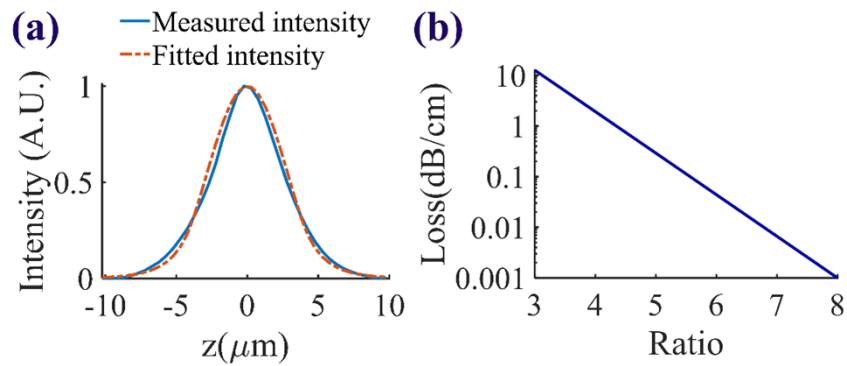 (a)
Measured intensity
Fitted intensity
Intensity (A.U.)
1
0.5
0
-10 -5 0 5 10
z(μm)
(b)
Loss(dB/cm)
10
1
0.1
0.01
0.001
3 4 5 6 7 8
Ratio